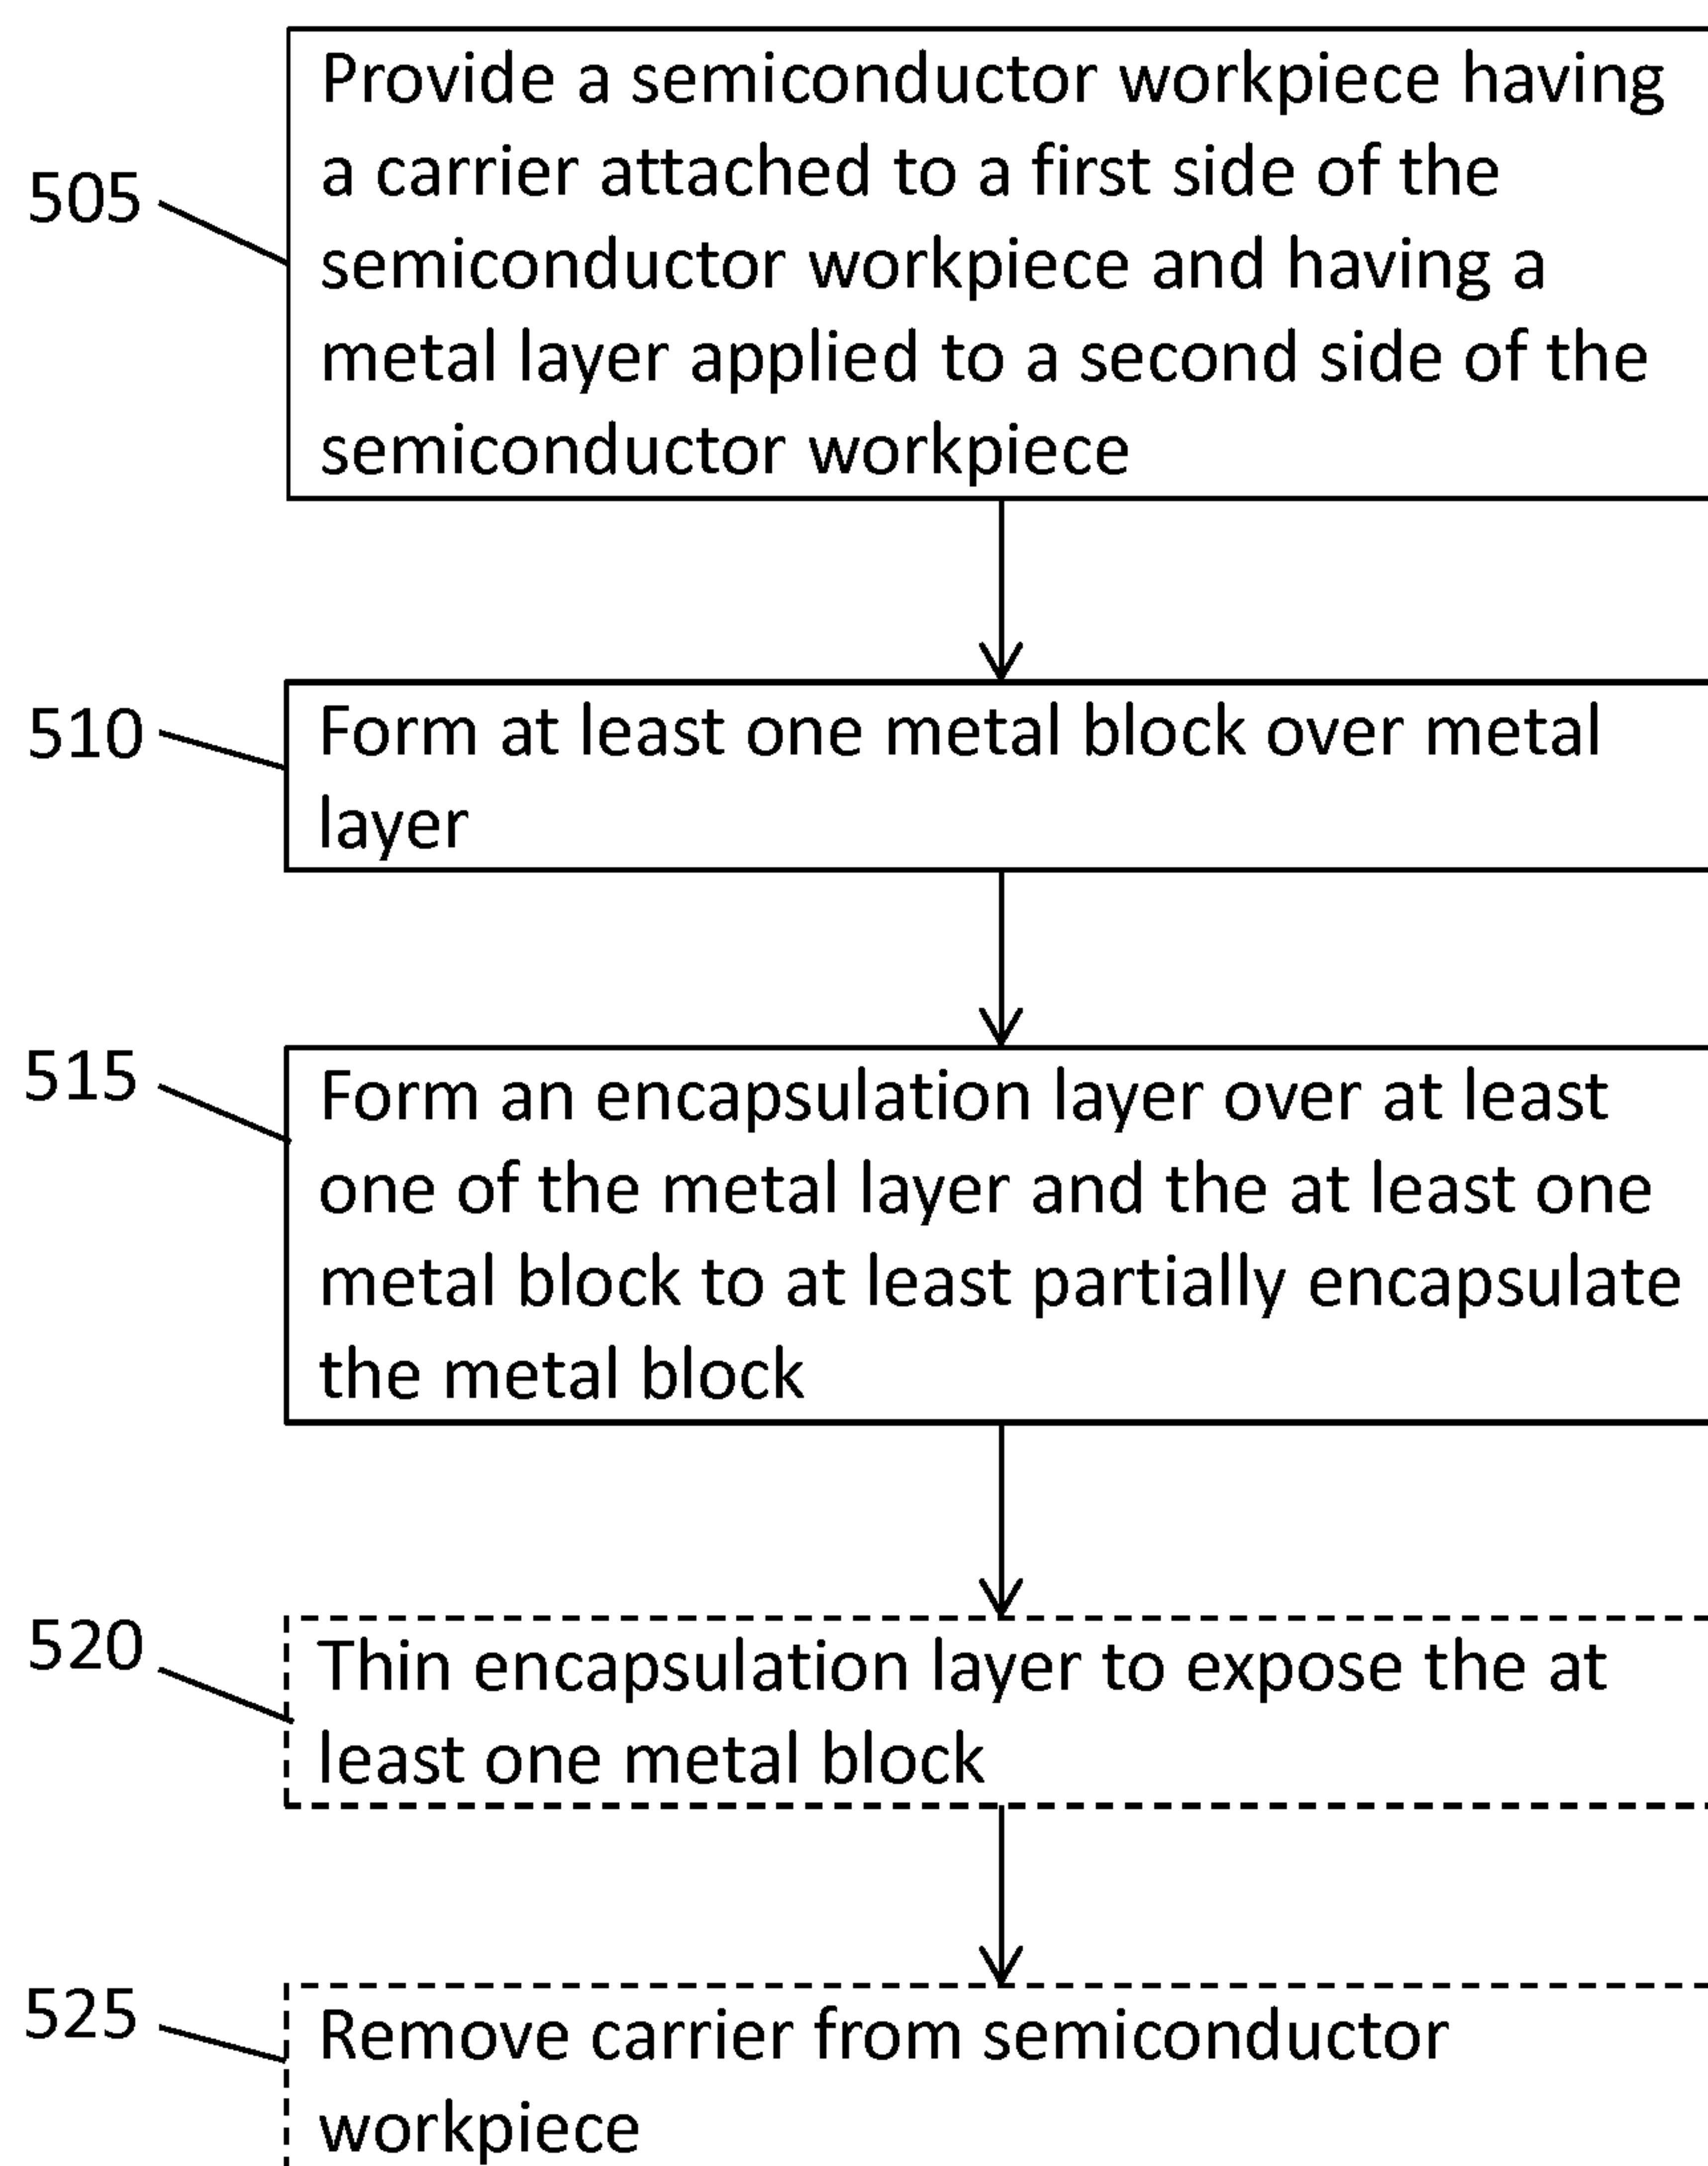 505
Provide a semiconductor workpiece having
a carrier attached to a first side of the
semiconductor workpiece and having a
metal layer applied to a second side of the
semiconductor workpiece
510
Form at least one metal block over metal
layer
515
Form an encapsulation layer over at least
one of the metal layer and the at least one
metal block to at least partially encapsulate
the metal block
520
Thin encapsulation layer to expose the at
least one metal block
525
Remove carrier from semiconductor
workpiece